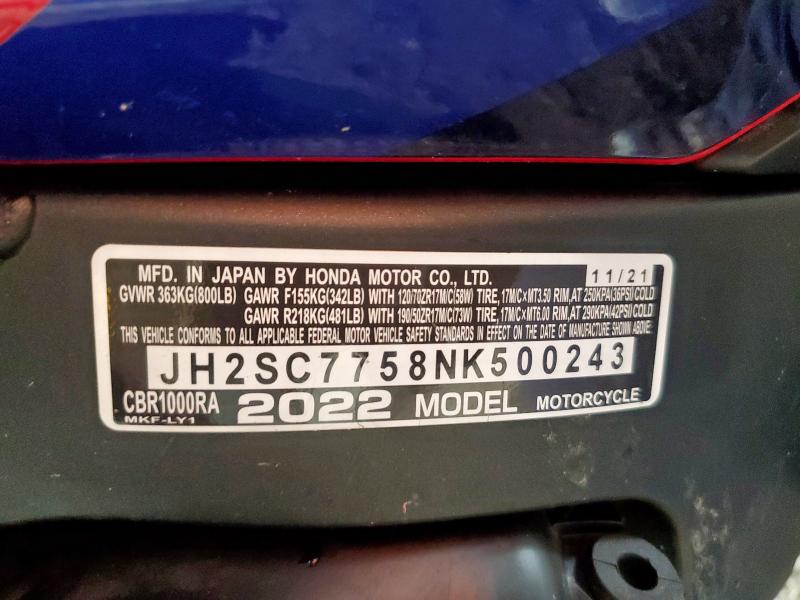 MFD. IN JAPAN BY HONDA MOTOR CO., LTD. 11/21
GVWR 363KG(800LB) GAWR F155KG(342LB) WITH 120/70ZR17M/C(58W) TIRE, 17M/C×MT3.50 RIM, AT 250KPA(36PSI)COLD
GAWR R218KG(481LB) WITH 190/50ZR17M/C(73W) TIRE, 17M/C×MT6.00 RIM, AT 290KPA(42PSI)COLD
THIS VEHICLE CONFORMS TO ALL APPLICABLE FEDERAL MOTOR VEHICLE SAFETY STANDARDS IN EFFECT ON THE DATE OF MANUFACTURE SHOWN ABOVE.
JH2SC7758NK500243
CBR1000RA 2022 MODEL MOTORCYCLE
MKF-LY1